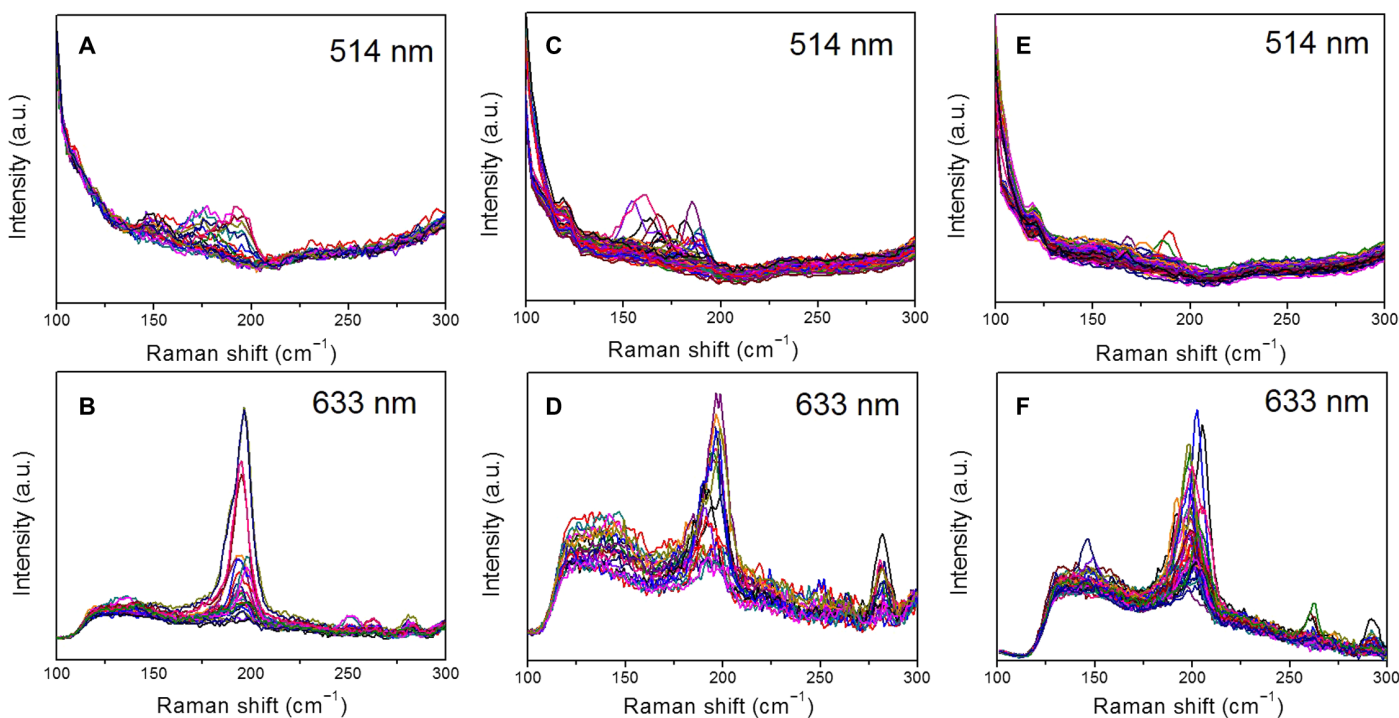 A
514 nm
Intensity (a.u.)
100 150 200 250 300
Raman shift (cm⁻¹)
C
514 nm
Intensity (a.u.)
100 150 200 250 300
Raman shift (cm⁻¹)
E
514 nm
Intensity (a.u.)
100 150 200 250 300
Raman shift (cm⁻¹)
B
633 nm
Intensity (a.u.)
100 150 200 250 300
Raman shift (cm⁻¹)
D
633 nm
Intensity (a.u.)
100 150 200 250 300
Raman shift (cm⁻¹)
F
633 nm
Intensity (a.u.)
100 150 200 250 300
Raman shift (cm⁻¹)